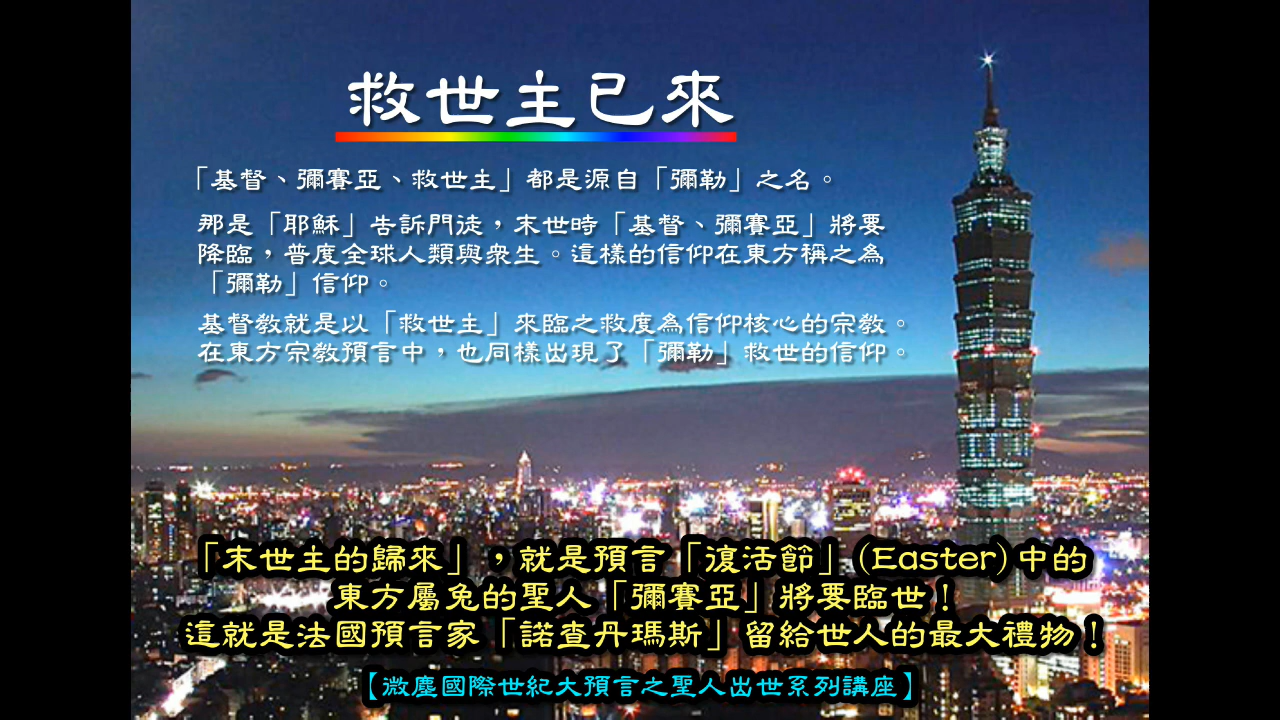 救世主已來
「基督、彌賽亞、救世主」都是源自「彌勒」之名。
那是「耶穌」告訴門徒，末世時「基督、彌賽亞」將要
降臨，普度全球人類與眾生。這樣的信仰在東方稱之為
「彌勒」信仰。
基督教就是以「救世主」來臨之救度為信仰核心的宗教。
在東方宗教預言中，也同樣出現了「彌勒」救世的信仰。
「末世主的歸來」，就是預言「復活節」(Easter)中的
東方屬兔的聖人「彌賽亞」將要臨世！
這就是法國預言家「諾查丹瑪斯」留給世人的最大禮物！
【微塵國際世紀大預言之聖人出世系列講座】